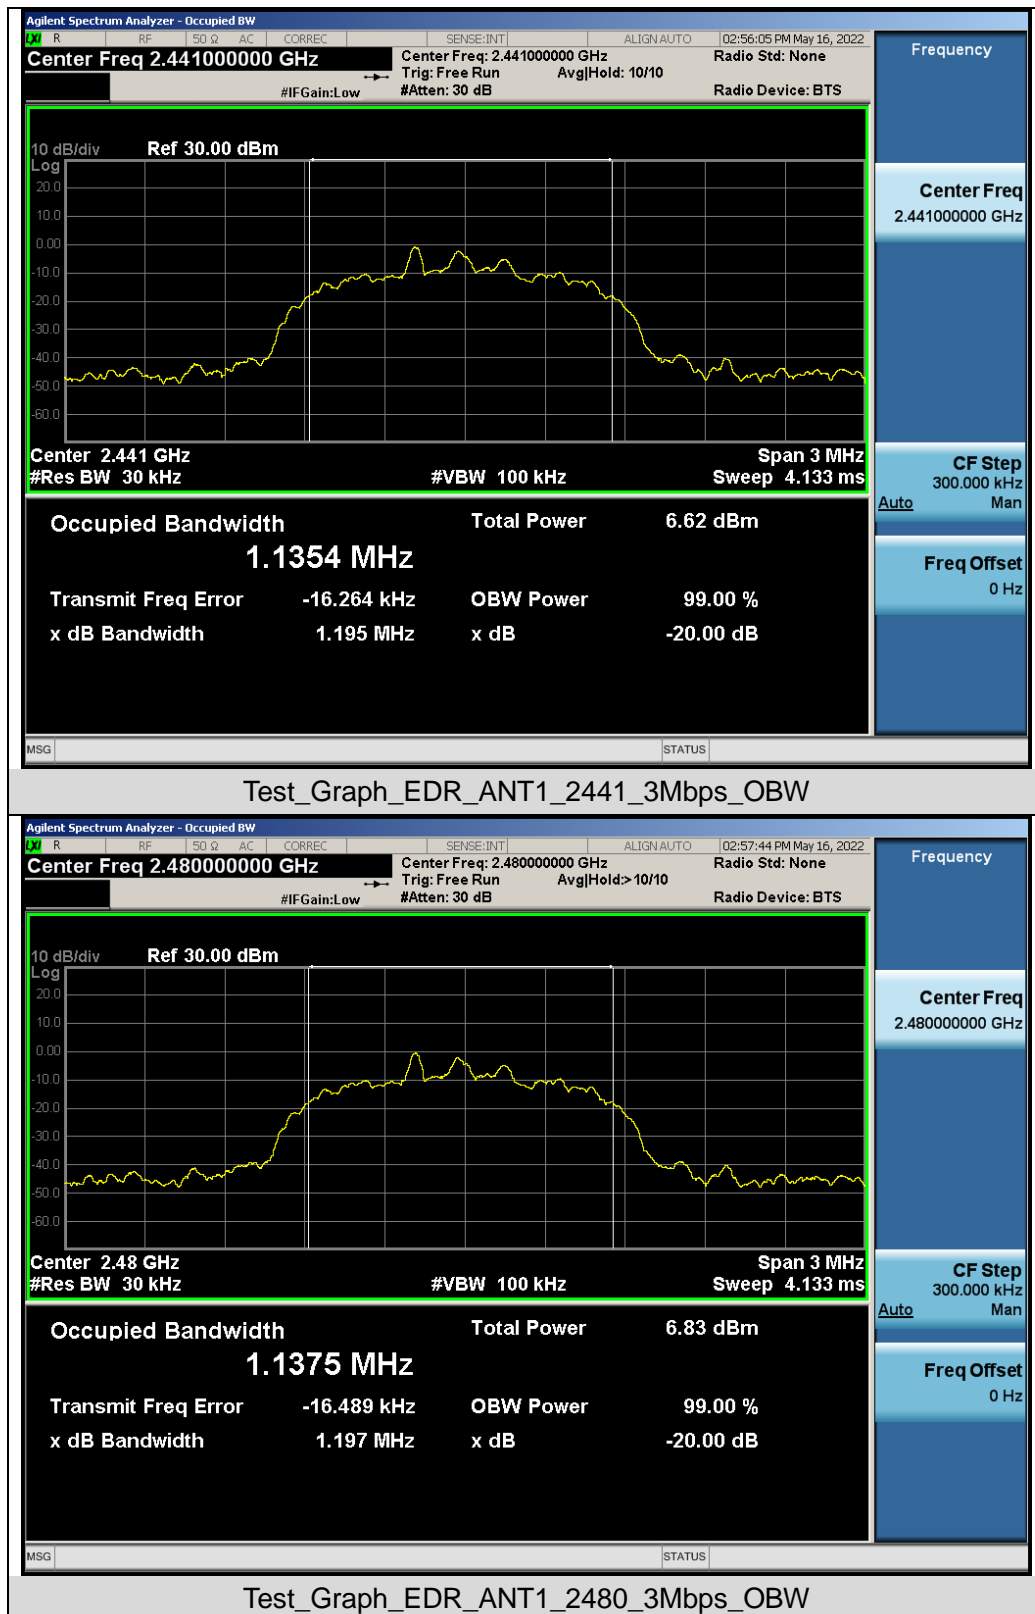 Agilent Spectrum Analyzer - Occupied BW
LXI R RF 50 Ω AC CORREC SENSE:INT ALIGN AUTO 02:56:05 PM May 16, 2022
Center Freq 2.441000000 GHz
Center Freq: 2.441000000 GHz Radio Std: None
Trig: Free Run Avg|Hold: 10/10
#IFGain:Low #Atten: 30 dB Radio Device: BTS
Frequency
10 dB/div Ref 30.00 dBm
Log
20.0
10.0
0.00
-10.0
-20.0
-30.0
-40.0
-50.0
-60.0
Center 2.441 GHz Span 3 MHz
#Res BW 30 kHz #VBW 100 kHz Sweep 4.133 ms
Center Freq
2.441000000 GHz
CF Step
300.000 kHz
Auto Man
Freq Offset
0 Hz
Occupied Bandwidth Total Power 6.62 dBm
1.1354 MHz
Transmit Freq Error -16.264 kHz OBW Power 99.00 %
x dB Bandwidth 1.195 MHz x dB -20.00 dB
MSG STATUS
Test_Graph_EDR_ANT1_2441_3Mbps_OBW
Agilent Spectrum Analyzer - Occupied BW
LXI R RF 50 Ω AC CORREC SENSE:INT ALIGN AUTO 02:57:44 PM May 16, 2022
Center Freq 2.480000000 GHz
Center Freq: 2.480000000 GHz Radio Std: None
Trig: Free Run Avg|Hold:>10/10
#IFGain:Low #Atten: 30 dB Radio Device: BTS
Frequency
10 dB/div Ref 30.00 dBm
Log
20.0
10.0
0.00
-10.0
-20.0
-30.0
-40.0
-50.0
-60.0
Center 2.48 GHz Span 3 MHz
#Res BW 30 kHz #VBW 100 kHz Sweep 4.133 ms
Center Freq
2.480000000 GHz
CF Step
300.000 kHz
Auto Man
Freq Offset
0 Hz
Occupied Bandwidth Total Power 6.83 dBm
1.1375 MHz
Transmit Freq Error -16.489 kHz OBW Power 99.00 %
x dB Bandwidth 1.197 MHz x dB -20.00 dB
MSG STATUS
Test_Graph_EDR_ANT1_2480_3Mbps_OBW